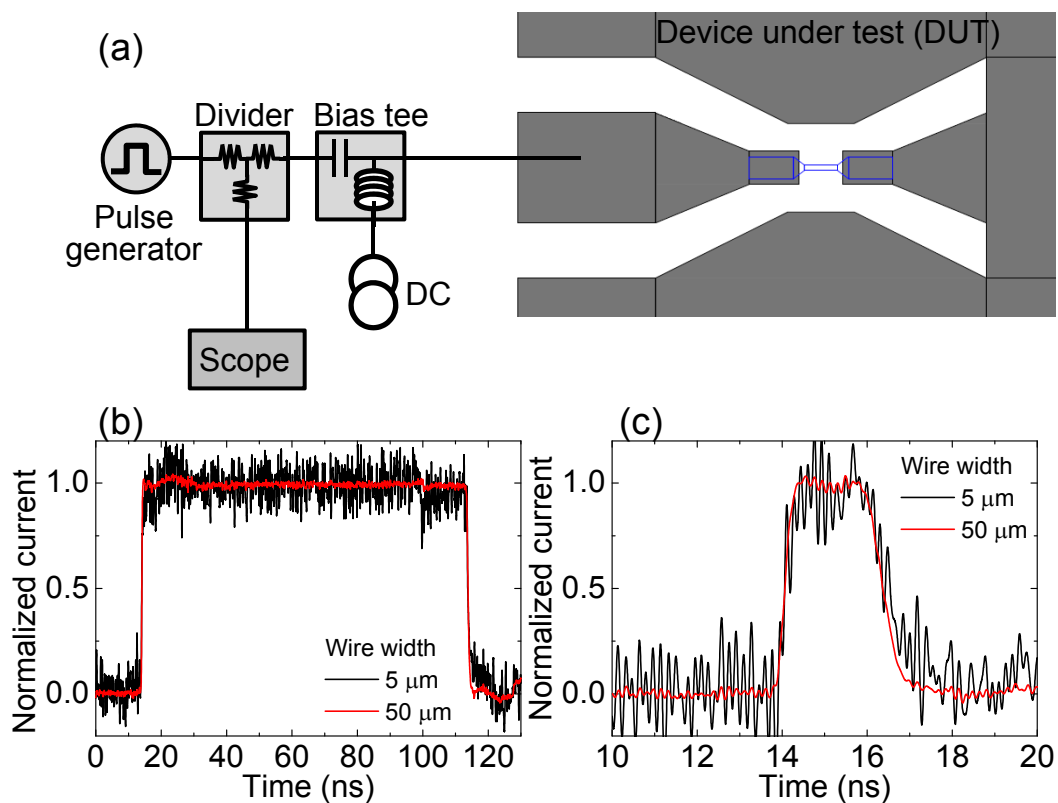 (a)
Device under test (DUT)
Divider
Bias tee
Pulse
generator
DC
Scope
(b)
Normalized current
1.0
0.5
0.0
Wire width
5 μm
50 μm
0 20 40 60 80 100 120
Time (ns)
(c)
Normalized current
1.0
0.5
0.0
Wire width
5 μm
50 μm
10 12 14 16 18 20
Time (ns)